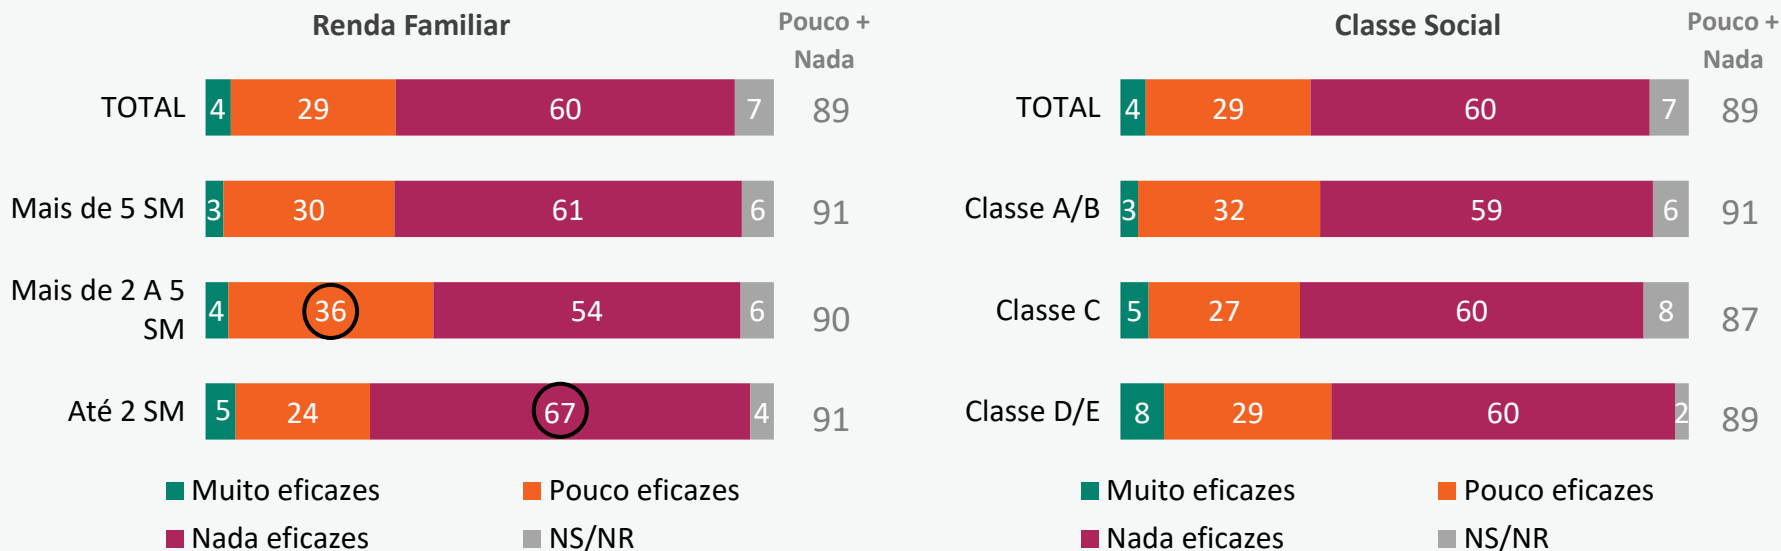 Renda Familiar
Pouco +
Nada
TOTAL 4 29 60 7 89
Mais de 5 SM 3 30 61 6 91
Mais de 2 A 5
SM 4 36 54 6 90
Até 2 SM 5 24 67 4 91
Muito eficazes Pouco eficazes
Nada eficazes NS/NR
Classe Social
Pouco +
Nada
TOTAL 4 29 60 7 89
Classe A/B 3 32 59 6 91
Classe C 5 27 60 8 87
Classe D/E 8 29 60 2 89
Muito eficazes Pouco eficazes
Nada eficazes NS/NR